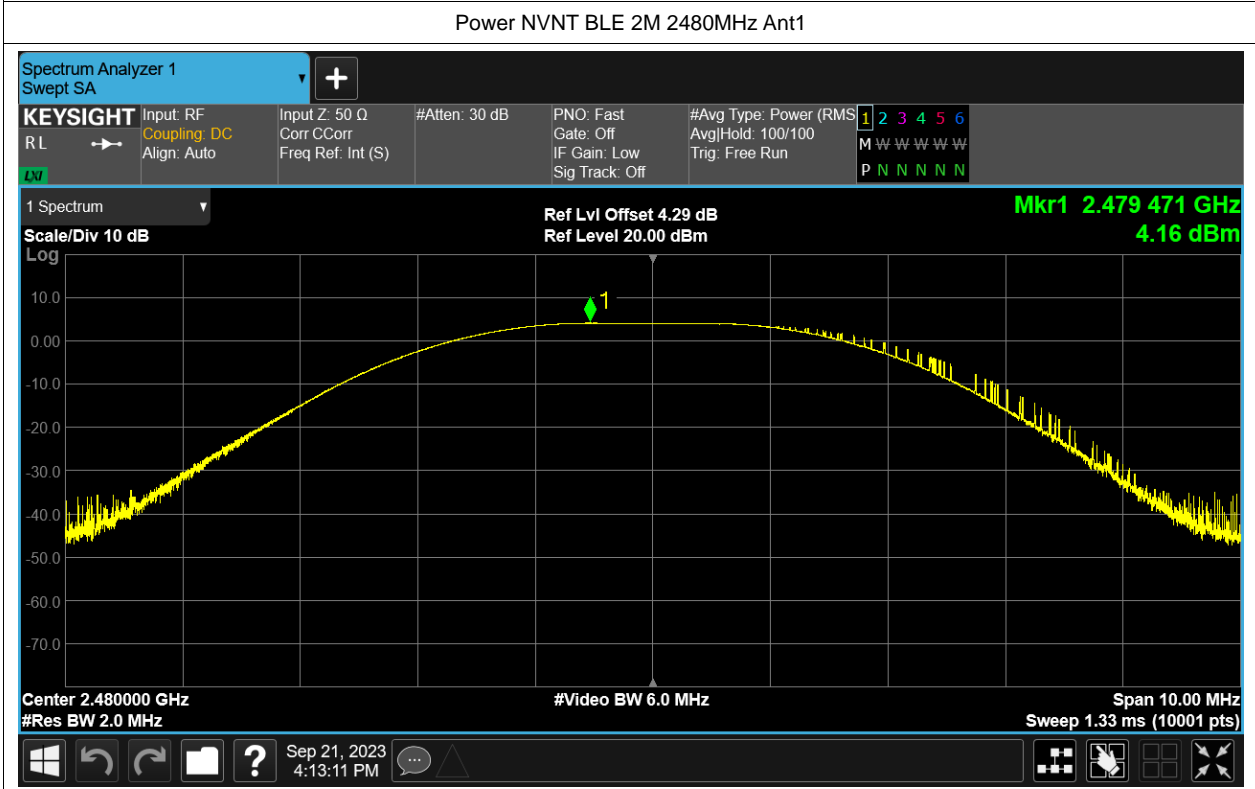 Power NVNT BLE 2M 2480MHz Ant1
Spectrum Analyzer 1
Swept SA
KEYSIGHT
RL
LXI
Input: RF
Coupling: DC
Align: Auto
Input Z: 50 Ω
Corr CCorr
Freq Ref: Int (S)
#Atten: 30 dB
PNO: Fast
Gate: Off
IF Gain: Low
Sig Track: Off
#Avg Type: Power (RMS
Avg|Hold: 100/100
Trig: Free Run
1 2 3 4 5 6
M W W W W W
P N N N N N
1 Spectrum
Scale/Div 10 dB
Log
Ref Lvl Offset 4.29 dB
Ref Level 20.00 dBm
Mkr1 2.479 471 GHz
4.16 dBm
1
10.0
0.00
-10.0
-20.0
-30.0
-40.0
-50.0
-60.0
-70.0
Center 2.480000 GHz
#Res BW 2.0 MHz
#Video BW 6.0 MHz
Span 10.00 MHz
Sweep 1.33 ms (10001 pts)
?
Sep 21, 2023
4:13:11 PM